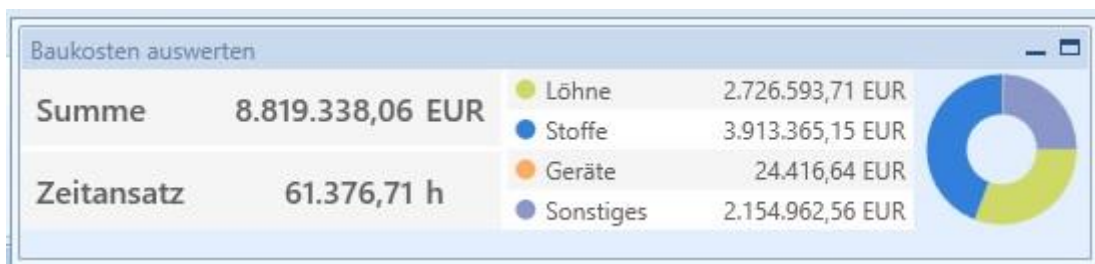 Baukosten auswerten
Summe 8.819.338,06 EUR
Zeitansatz 61.376,71 h
Löhne 2.726.593,71 EUR
Stoffe 3.913.365,15 EUR
Geräte 24.416,64 EUR
Sonstiges 2.154.962,56 EUR